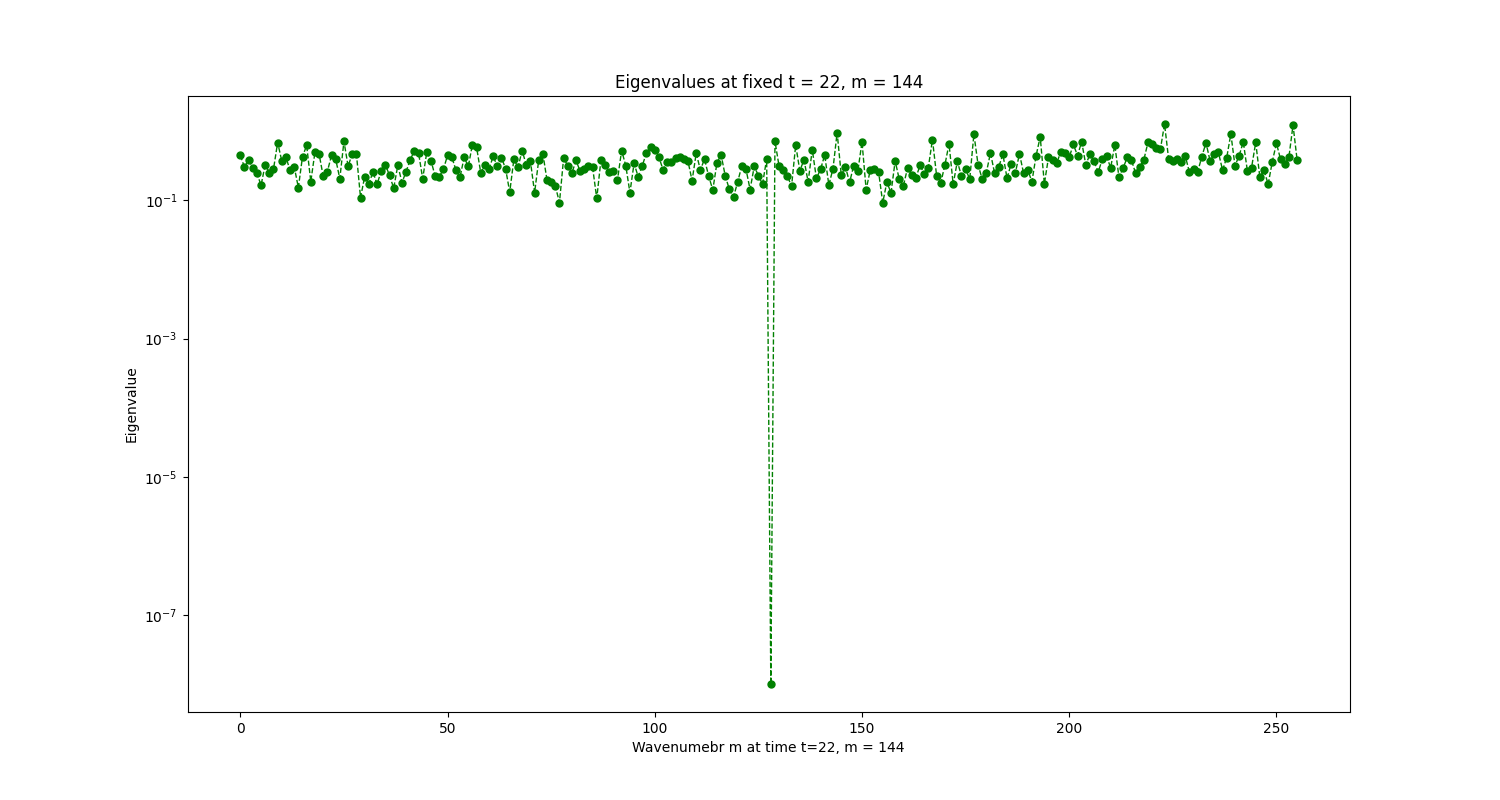 Eigenvalues at fixed t = 22, m = 144
Eigenvalue
10⁻¹
10⁻³
10⁻⁵
10⁻⁷
0 50 100 150 200 250
Wavenumebr m at time t=22, m = 144